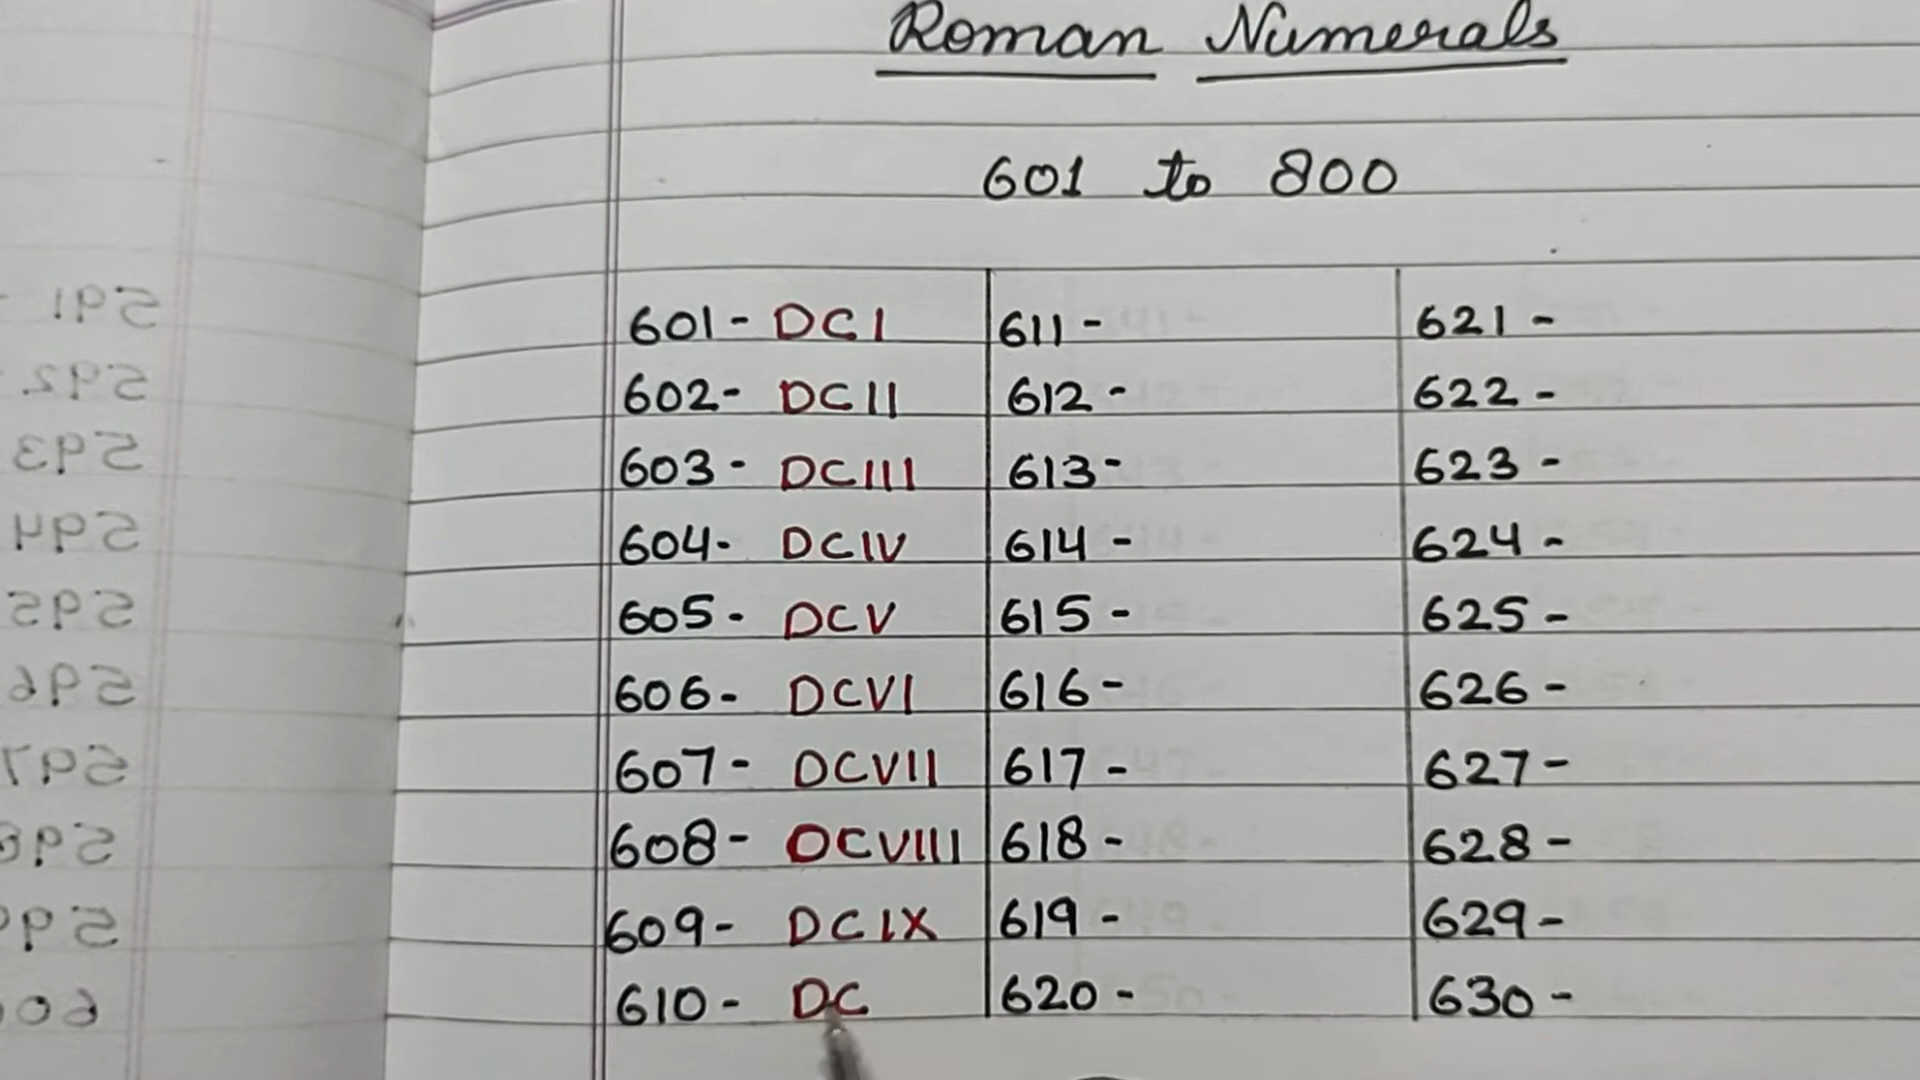 Roman Numerals
601 to 800
601 - DCI 611 - 621 -
602 - DCII 612 - 622 -
603 - DCIII 613 - 623 -
604 - DCIV 614 - 624 -
605 - DCV 615 - 625 -
606 - DCVI 616 - 626 -
607 - DCVII 617 - 627 -
608 - DCVIII 618 - 628 -
609 - DCIX 619 - 629 -
610 - DC 620 - 630 -